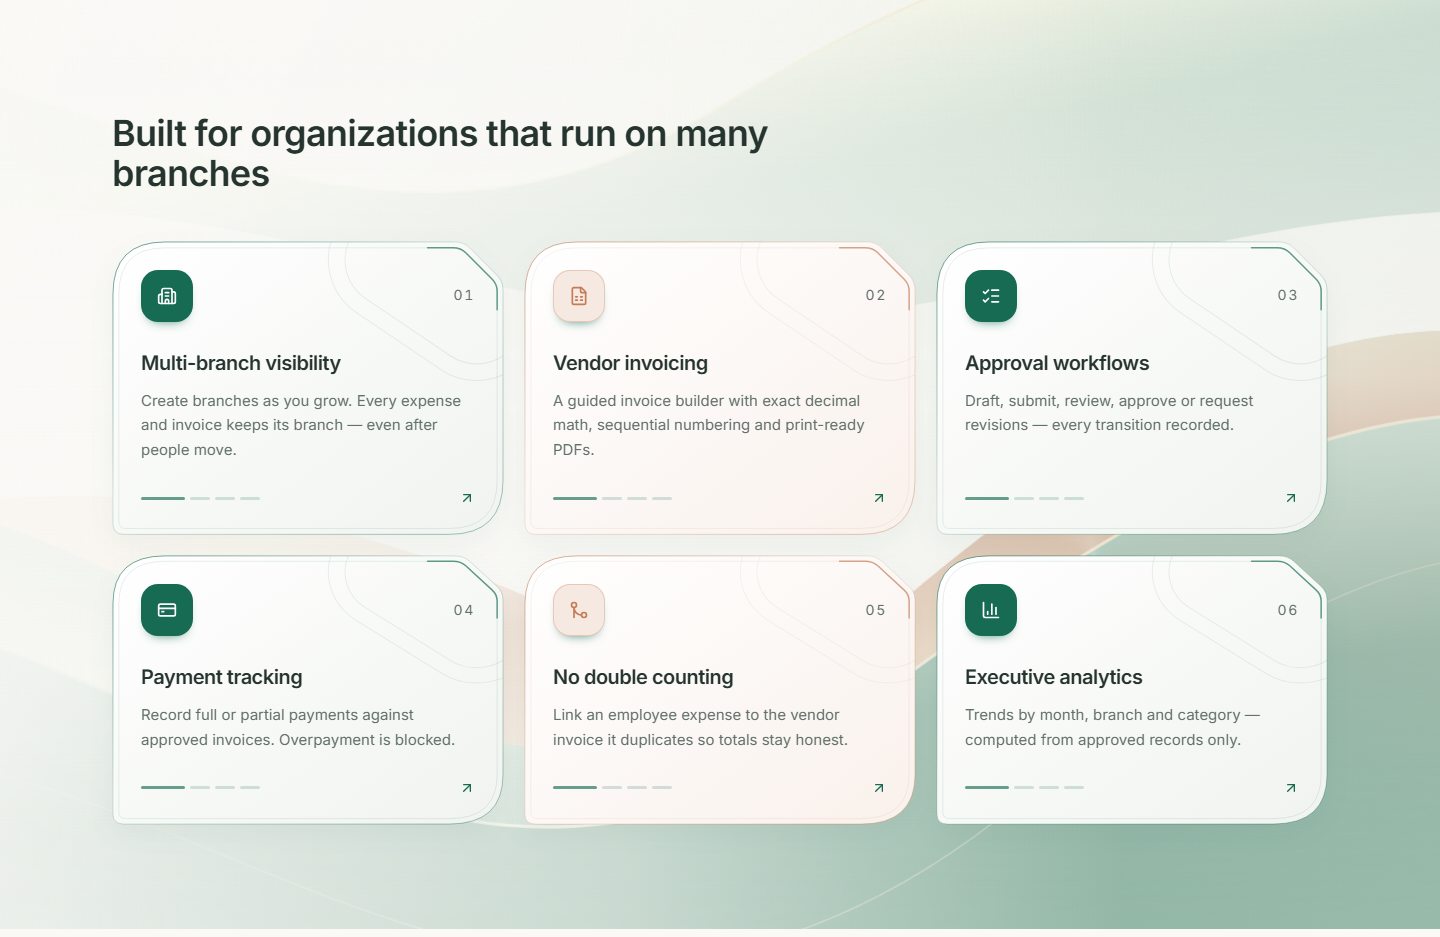 Built for organizations that run on many
branches
01
Multi-branch visibility
Create branches as you grow. Every expense
and invoice keeps its branch — even after
people move.
02
Vendor invoicing
A guided invoice builder with exact decimal
math, sequential numbering and print-ready
PDFs.
03
Approval workflows
Draft, submit, review, approve or request
revisions — every transition recorded.
04
Payment tracking
Record full or partial payments against
approved invoices. Overpayment is blocked.
05
No double counting
Link an employee expense to the vendor
invoice it duplicates so totals stay honest.
06
Executive analytics
Trends by month, branch and category —
computed from approved records only.